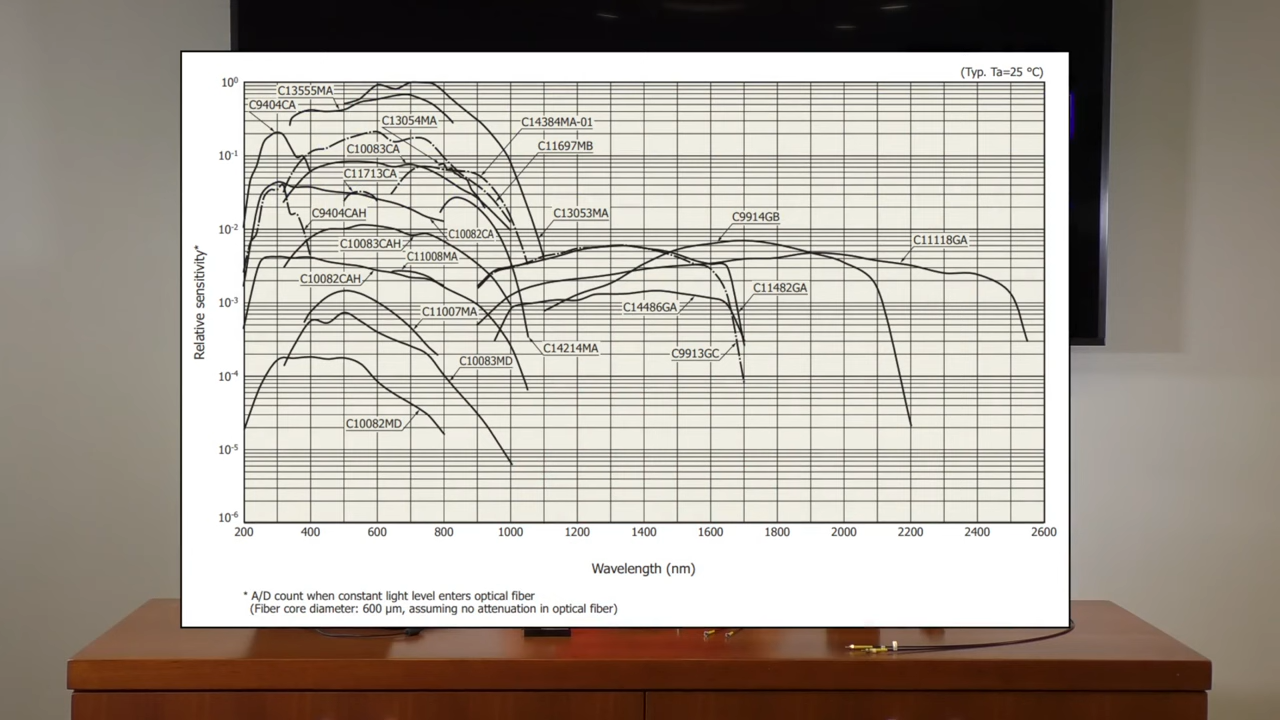 (Typ. Ta=25 °C)
10⁰
C13555MA
C9404CA
C13054MA
C14384MA-01
C10083CA
C11697MB
10⁻¹
C11713CA
C9404CAH
C13053MA
C9914GB
10⁻²
C10082CA
C10083CAH
C11118GA
C11008MA
C10082CAH
C11482GA
10⁻³
C11007MA
C14486GA
C14214MA
C9913GC
C10083MD
10⁻⁴
C10082MD
10⁻⁵
10⁻⁶
Relative sensitivity*
200 400 600 800 1000 1200 1400 1600 1800 2000 2200 2400 2600
Wavelength (nm)
* A/D count when constant light level enters optical fiber
(Fiber core diameter: 600 µm, assuming no attenuation in optical fiber)